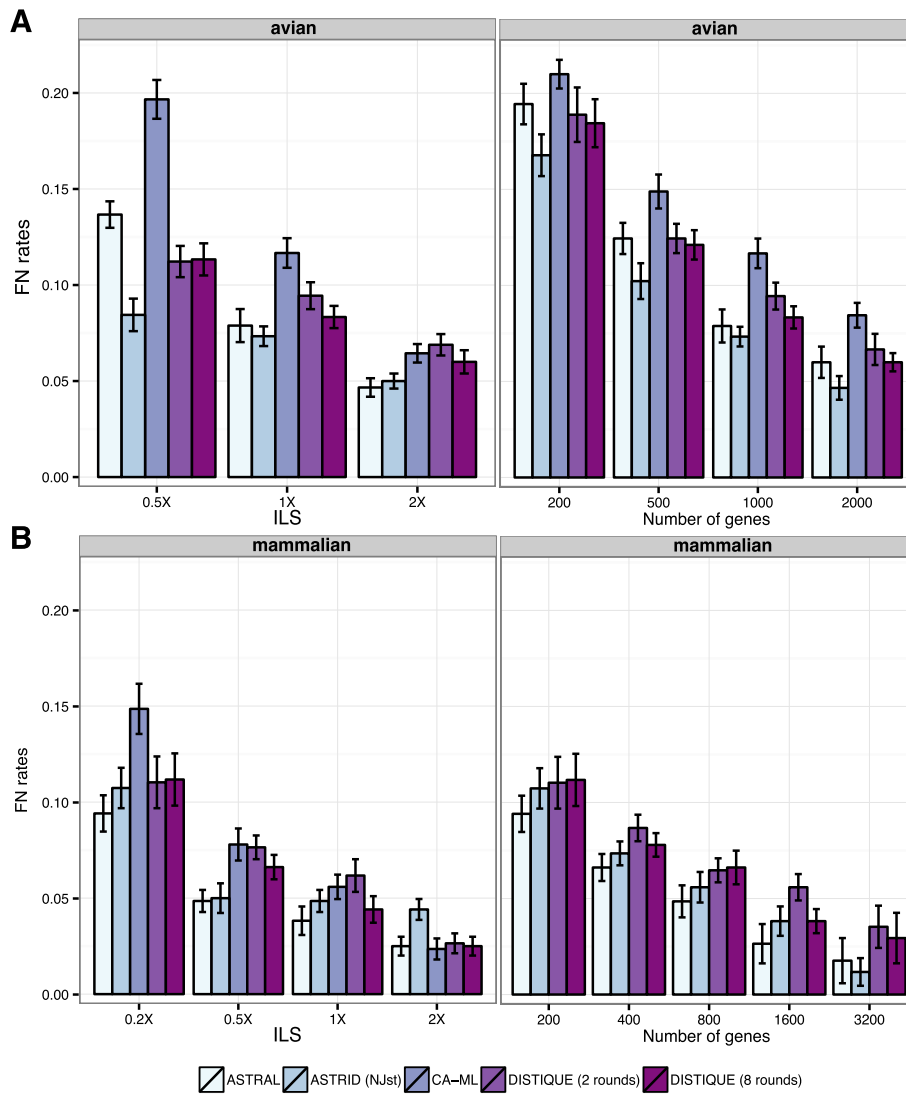 A
avian
avian
FN rates
0.20
0.15
0.10
0.05
0.00
0.5X 1X 2X
ILS
200 500 1000 2000
Number of genes
B
mammalian
mammalian
FN rates
0.20
0.15
0.10
0.05
0.00
0.2X 0.5X 1X 2X
ILS
200 400 800 1600 3200
Number of genes
ASTRAL ASTRID (NJst) CA−ML DISTIQUE (2 rounds) DISTIQUE (8 rounds)